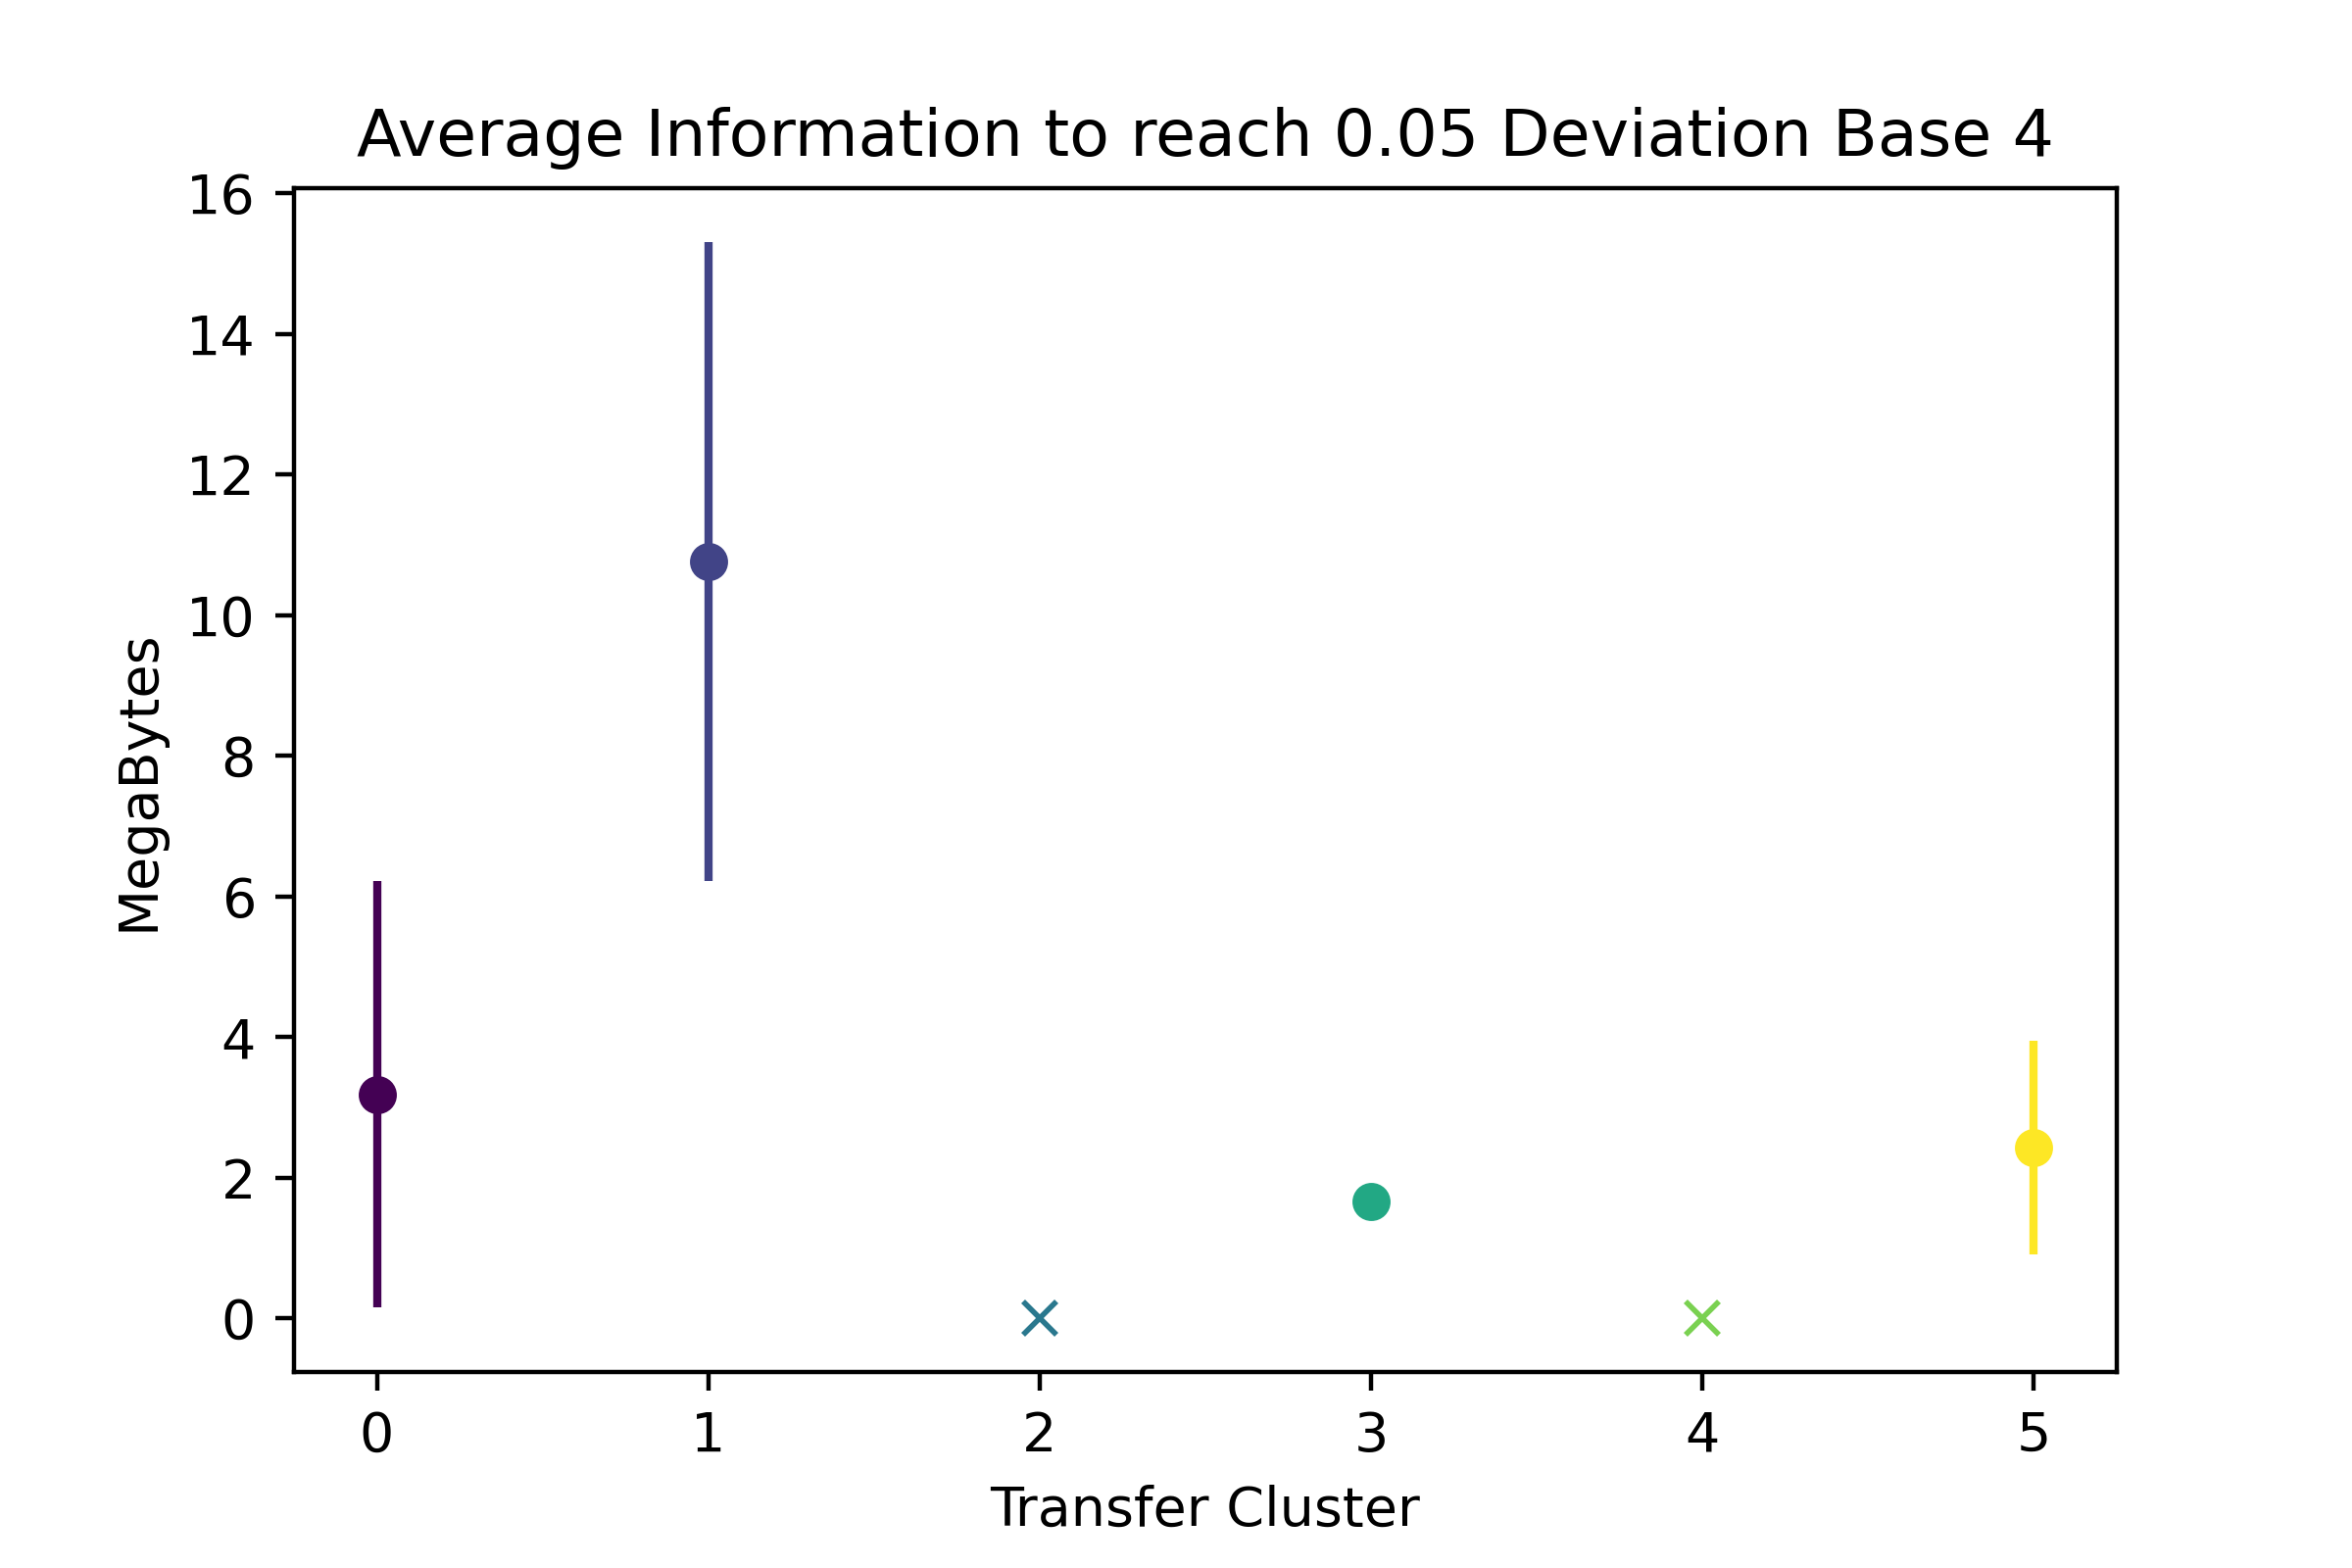 Average Information to reach 0.05 Deviation Base 4
16
14
12
10
8
6
4
2
0
MegaBytes
0 1 2 3 4 5
Transfer Cluster